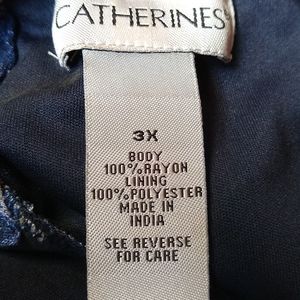 CATHERINES®
3X
BODY
100%RAYON
LINING
100%POLYESTER
MADE IN
INDIA
SEE REVERSE
FOR CARE